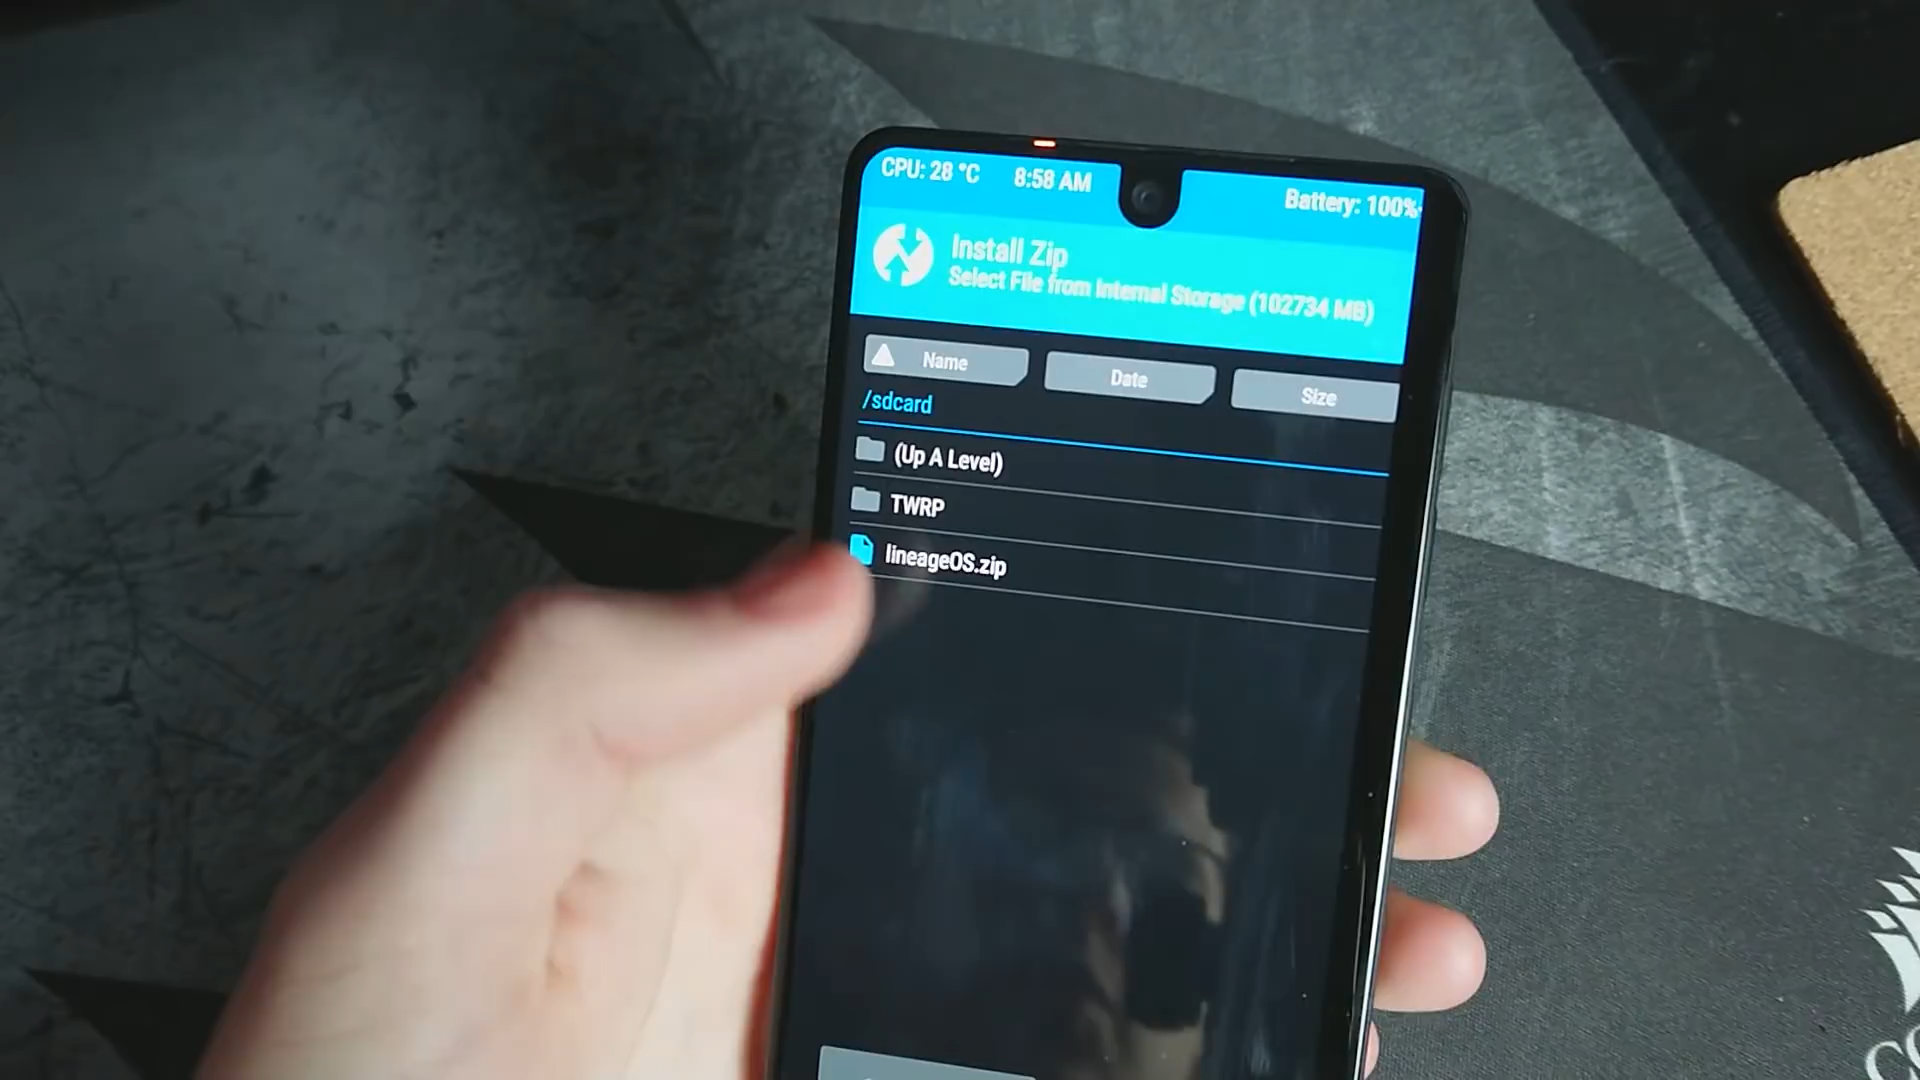 CPU: 28 °C 8:58 AM Battery: 100%
Install Zip
Select File from Internal Storage (102734 MB)
Name Date Size
/sdcard
(Up A Level)
TWRP
lineageOS.zip